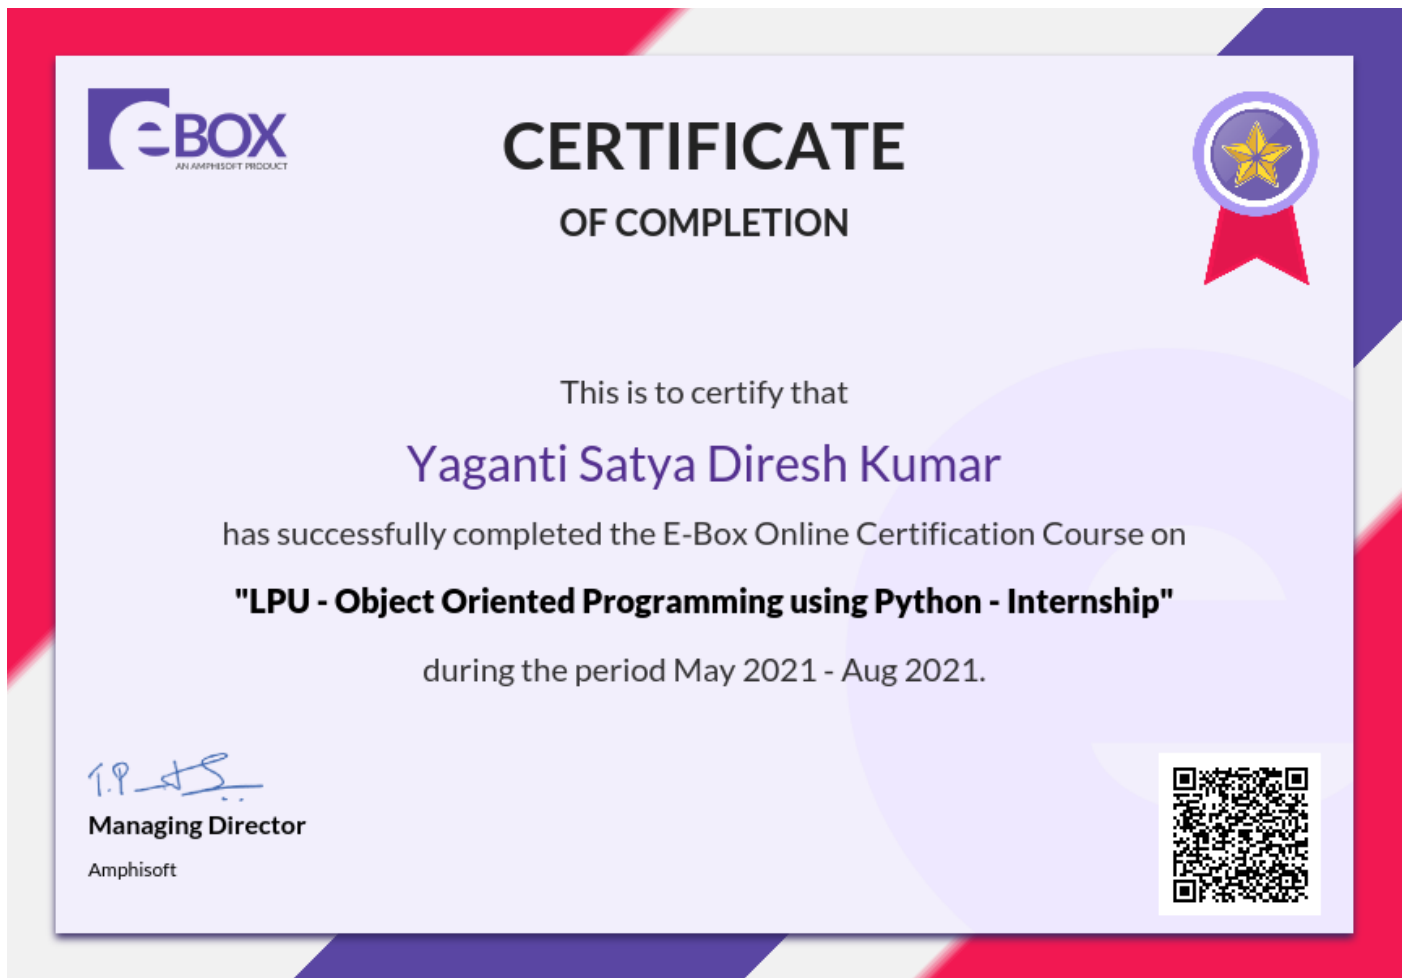 eBOX
AN AMPHISOFT PRODUCT
CERTIFICATE
OF COMPLETION
This is to certify that
Yaganti Satya Diresh Kumar
has successfully completed the E-Box Online Certification Course on
"LPU - Object Oriented Programming using Python - Internship"
during the period May 2021 - Aug 2021.
Managing Director
Amphisoft